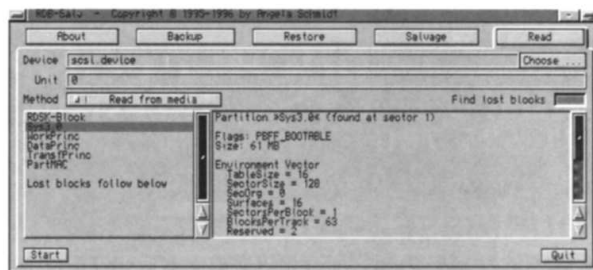 RDB-Salv - Copyright © 1995-1996 by Angela Schmidt
About Backup Restore Salvage Read
Device scsi.device Choose ...
Unit 0
Method Read from media Find lost blocks
RDSK-Block
Sys3.0
WorkPrinc
DataPrinc
TransfPrinc
PartMAC
Lost blocks follow below
Partition »Sys3.0« (found at sector 1)
Flags: PBFF_BOOTABLE
Size: 61 MB
Environment Vector
TableSize = 16
SectorSize = 128
SecOrg = 0
Surfaces = 16
SectorsPerBlock = 1
BlocksPerTrack = 63
Reserved = 2
Start Quit